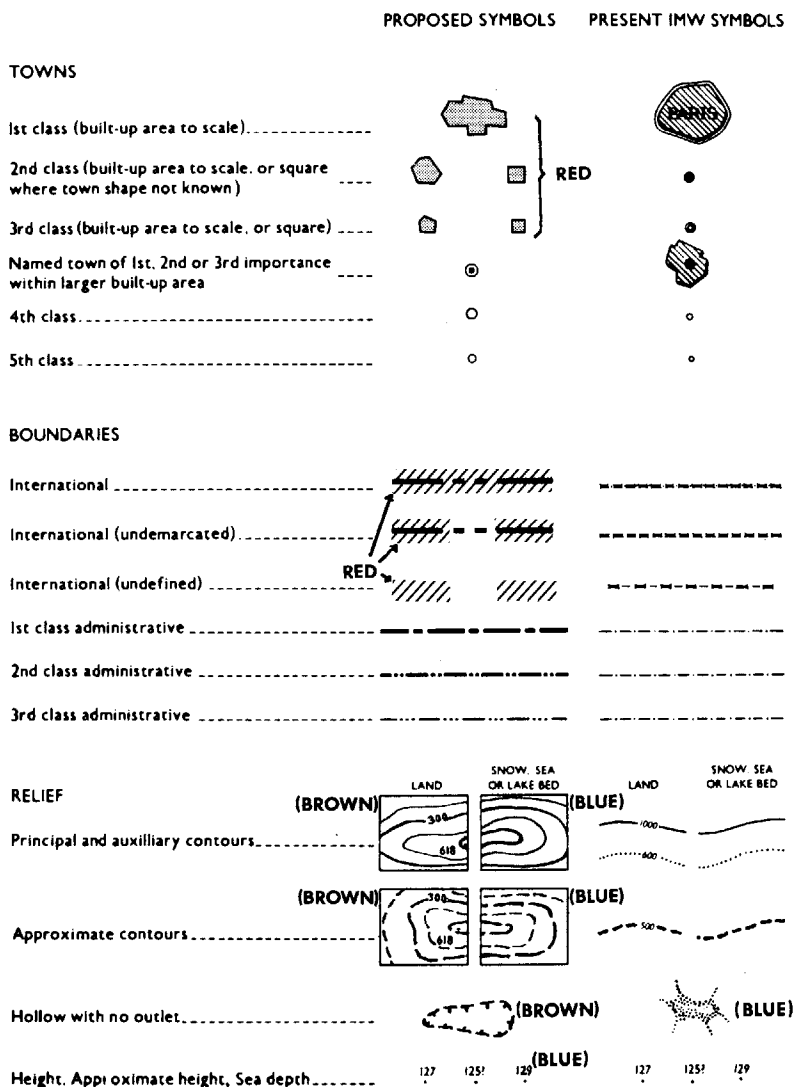 PROPOSED SYMBOLS PRESENT IMW SYMBOLS
TOWNS
1st class (built-up area to scale) PARIS
2nd class (built-up area to scale, or square
where town shape not known) RED
3rd class (built-up area to scale, or square)
Named town of 1st, 2nd or 3rd importance
within larger built-up area
4th class
5th class
BOUNDARIES
International
International (undemarcated)
RED
International (undefined)
1st class administrative
2nd class administrative
3rd class administrative
RELIEF
LAND SNOW, SEA
OR LAKE BED LAND SNOW, SEA
OR LAKE BED
(BROWN) 300 (BLUE) 1000
Principal and auxilliary contours 618 600
(BROWN) 300 (BLUE)
Approximate contours 618 500
Hollow with no outlet (BROWN) (BLUE)
(BLUE)
Height, Approximate height, Sea depth 127 125? 129 127 125? 129